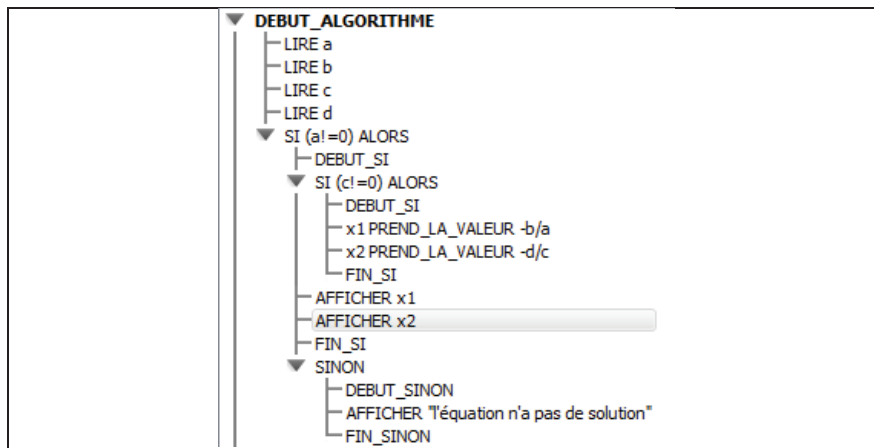 DEBUT_ALGORITHME
LIRE a
LIRE b
LIRE c
LIRE d
SI (a!=0) ALORS
DEBUT_SI
SI (c!=0) ALORS
DEBUT_SI
x1 PREND_LA_VALEUR -b/a
x2 PREND_LA_VALEUR -d/c
FIN_SI
AFFICHER x1
AFFICHER x2
FIN_SI
SINON
DEBUT_SINON
AFFICHER "l'équation n'a pas de solution"
FIN_SINON